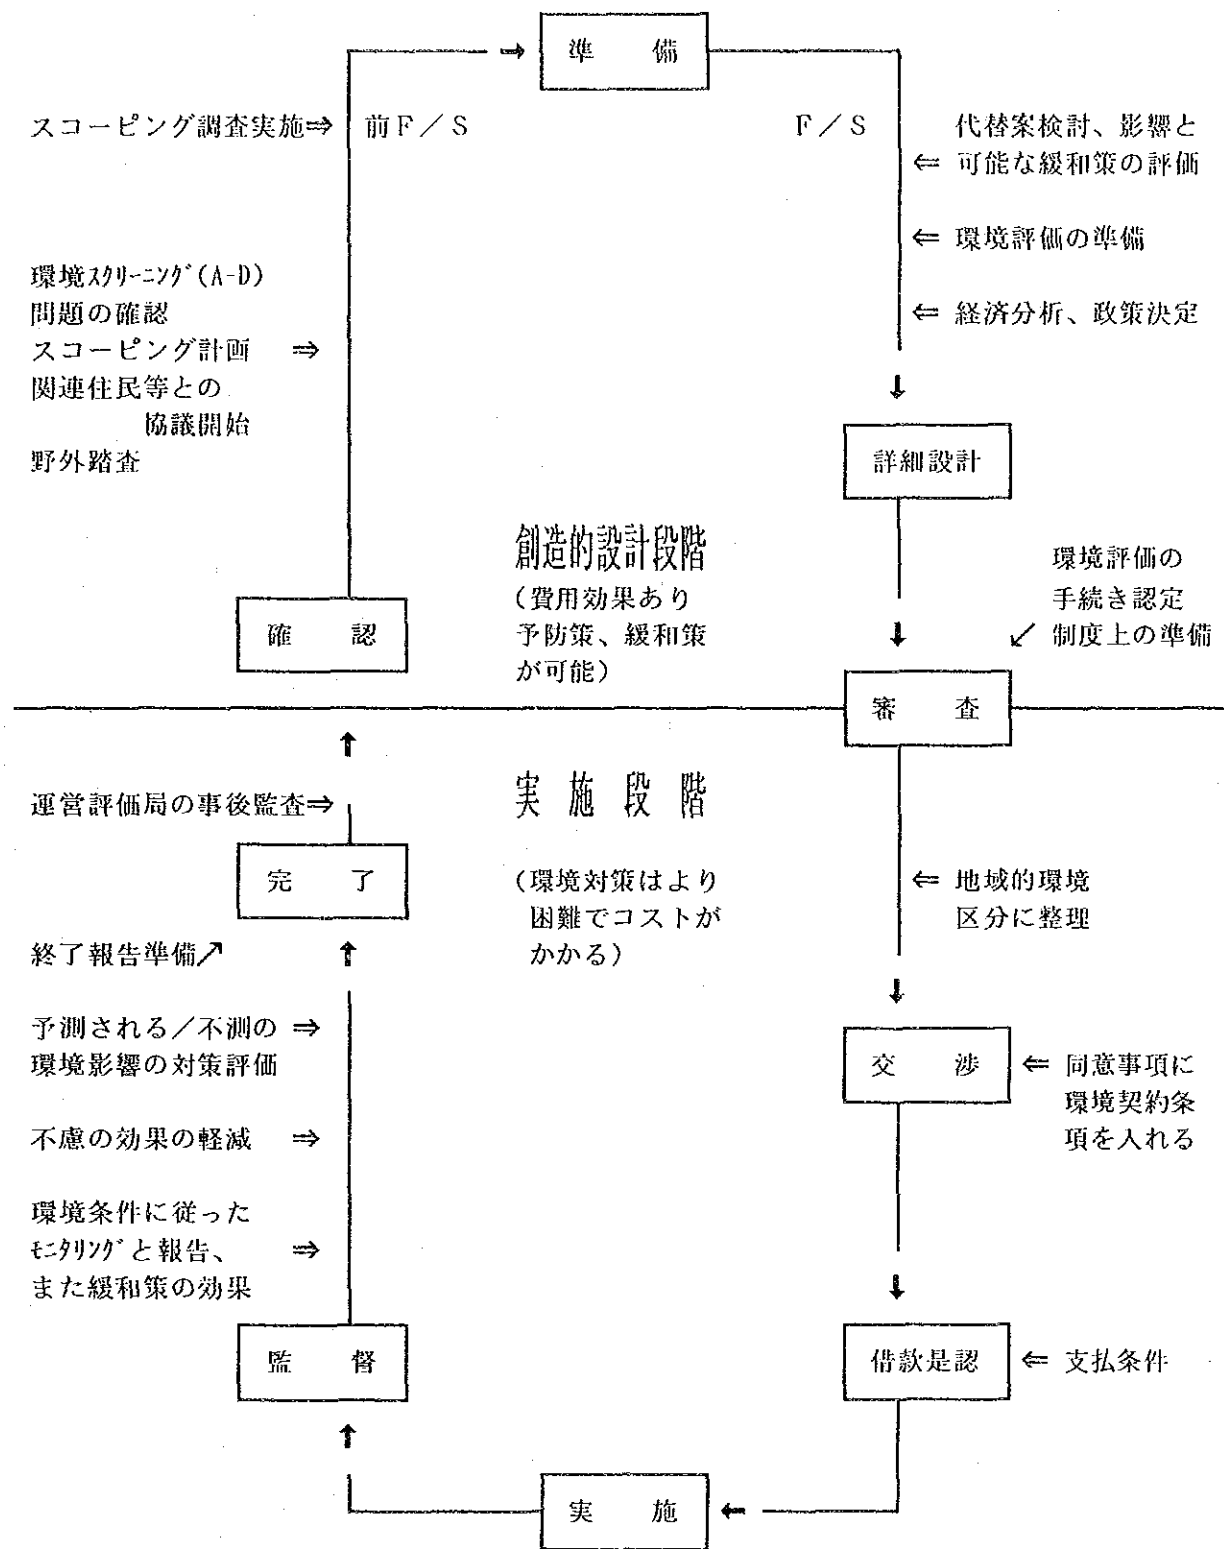 準　備
スコーピング調査実施⇒
前F／S
F／S
代替案検討、影響と
⇐ 可能な緩和策の評価
⇐ 環境評価の準備
⇐ 経済分析、政策決定
環境ｽｸﾘｰﾆﾝｸﾞ(A-D)
問題の確認
スコーピング計画　⇒
関連住民等との
協議開始
野外踏査
詳細設計
創造的設計段階
(費用効果あり
予防策、緩和策
が可能)
環境評価の
手続き認定
↙ 制度上の準備
確　認
審　査
運営評価局の事後監査⇒
実施段階
完　了
(環境対策はより
困難でコストが
かかる)
⇐ 地域的環境
区分に整理
終了報告準備↗
予測される／不測の ⇒
環境影響の対策評価
交　渉
⇐ 同意事項に
環境契約条
項を入れる
不慮の効果の軽減　⇒
環境条件に従った
ﾓﾆﾀﾘﾝｸﾞと報告、　⇒
また緩和策の効果
監　督
借款是認
⇐ 支払条件
実　施